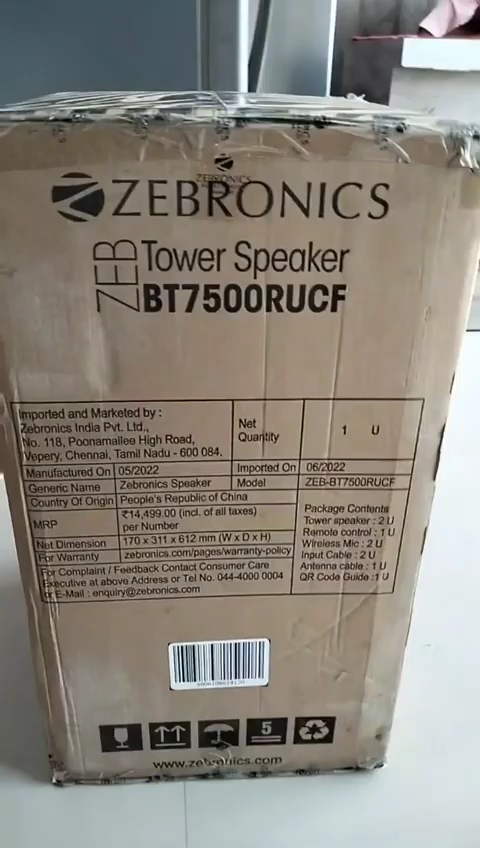 ZEBRONICS
ZEBRONICS
ZEB Tower Speaker
BT7500RUCF
Imported and Marketed by :
Zebronics India Pvt. Ltd.,
No. 118, Poonamallee High Road,
Vepery, Chennai, Tamil Nadu - 600 084.
Net Quantity 1 U
Manufactured On 05/2022 Imported On 06/2022
Generic Name Zebronics Speaker Model ZEB-BT7500RUCF
Country Of Origin People's Republic of China
MRP ₹14,499.00 (incl. of all taxes)
per Number
Net Dimension 170 x 311 x 612 mm (W x D x H)
For Warranty zebronics.com/pages/warranty-policy
For Complaint / Feedback Contact Consumer Care
Executive at above Address or Tel No. 044-4000 0004
or E-Mail : enquiry@zebronics.com
Package Contents
Tower speaker : 2 U
Remote control : 1 U
Wireless Mic : 2 U
Input Cable : 2 U
Antenna cable : 1 U
QR Code Guide : 1 U
5
www.zebronics.com